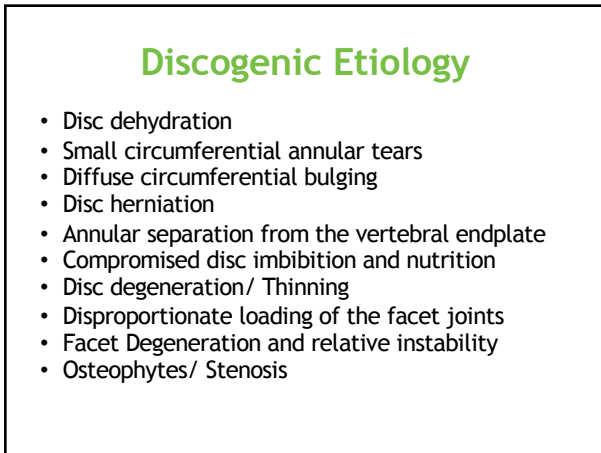 Discogenic Etiology
• Disc dehydration
• Small circumferential annular tears
• Diffuse circumferential bulging
• Disc herniation
• Annular separation from the vertebral endplate
• Compromised disc imbibition and nutrition
• Disc degeneration/ Thinning
• Disproportionate loading of the facet joints
• Facet Degeneration and relative instability
• Osteophytes/ Stenosis